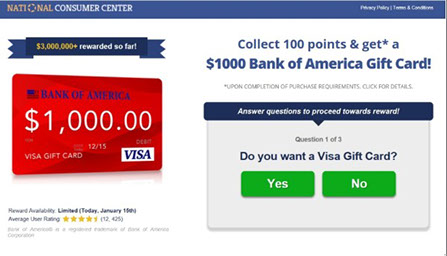 NATIONAL CONSUMER CENTER
Privacy Policy | Terms & Conditions
$3,000,000+ rewarded so far!
BANK OF AMERICA
$1,000.00
12/15
DEBIT
VISA GIFT CARD
VISA
Reward Availability: Limited (Today, January 15th)
Average User Rating: (12, 425)
Bank of America® is a registered trademark of Bank of America
Corporation
Collect 100 points & get* a
$1000 Bank of America Gift Card!
*UPON COMPLETION OF PURCHASE REQUIREMENTS. CLICK FOR DETAILS.
Answer questions to proceed towards reward!
Question 1 of 3
Do you want a Visa Gift Card?
Yes
No